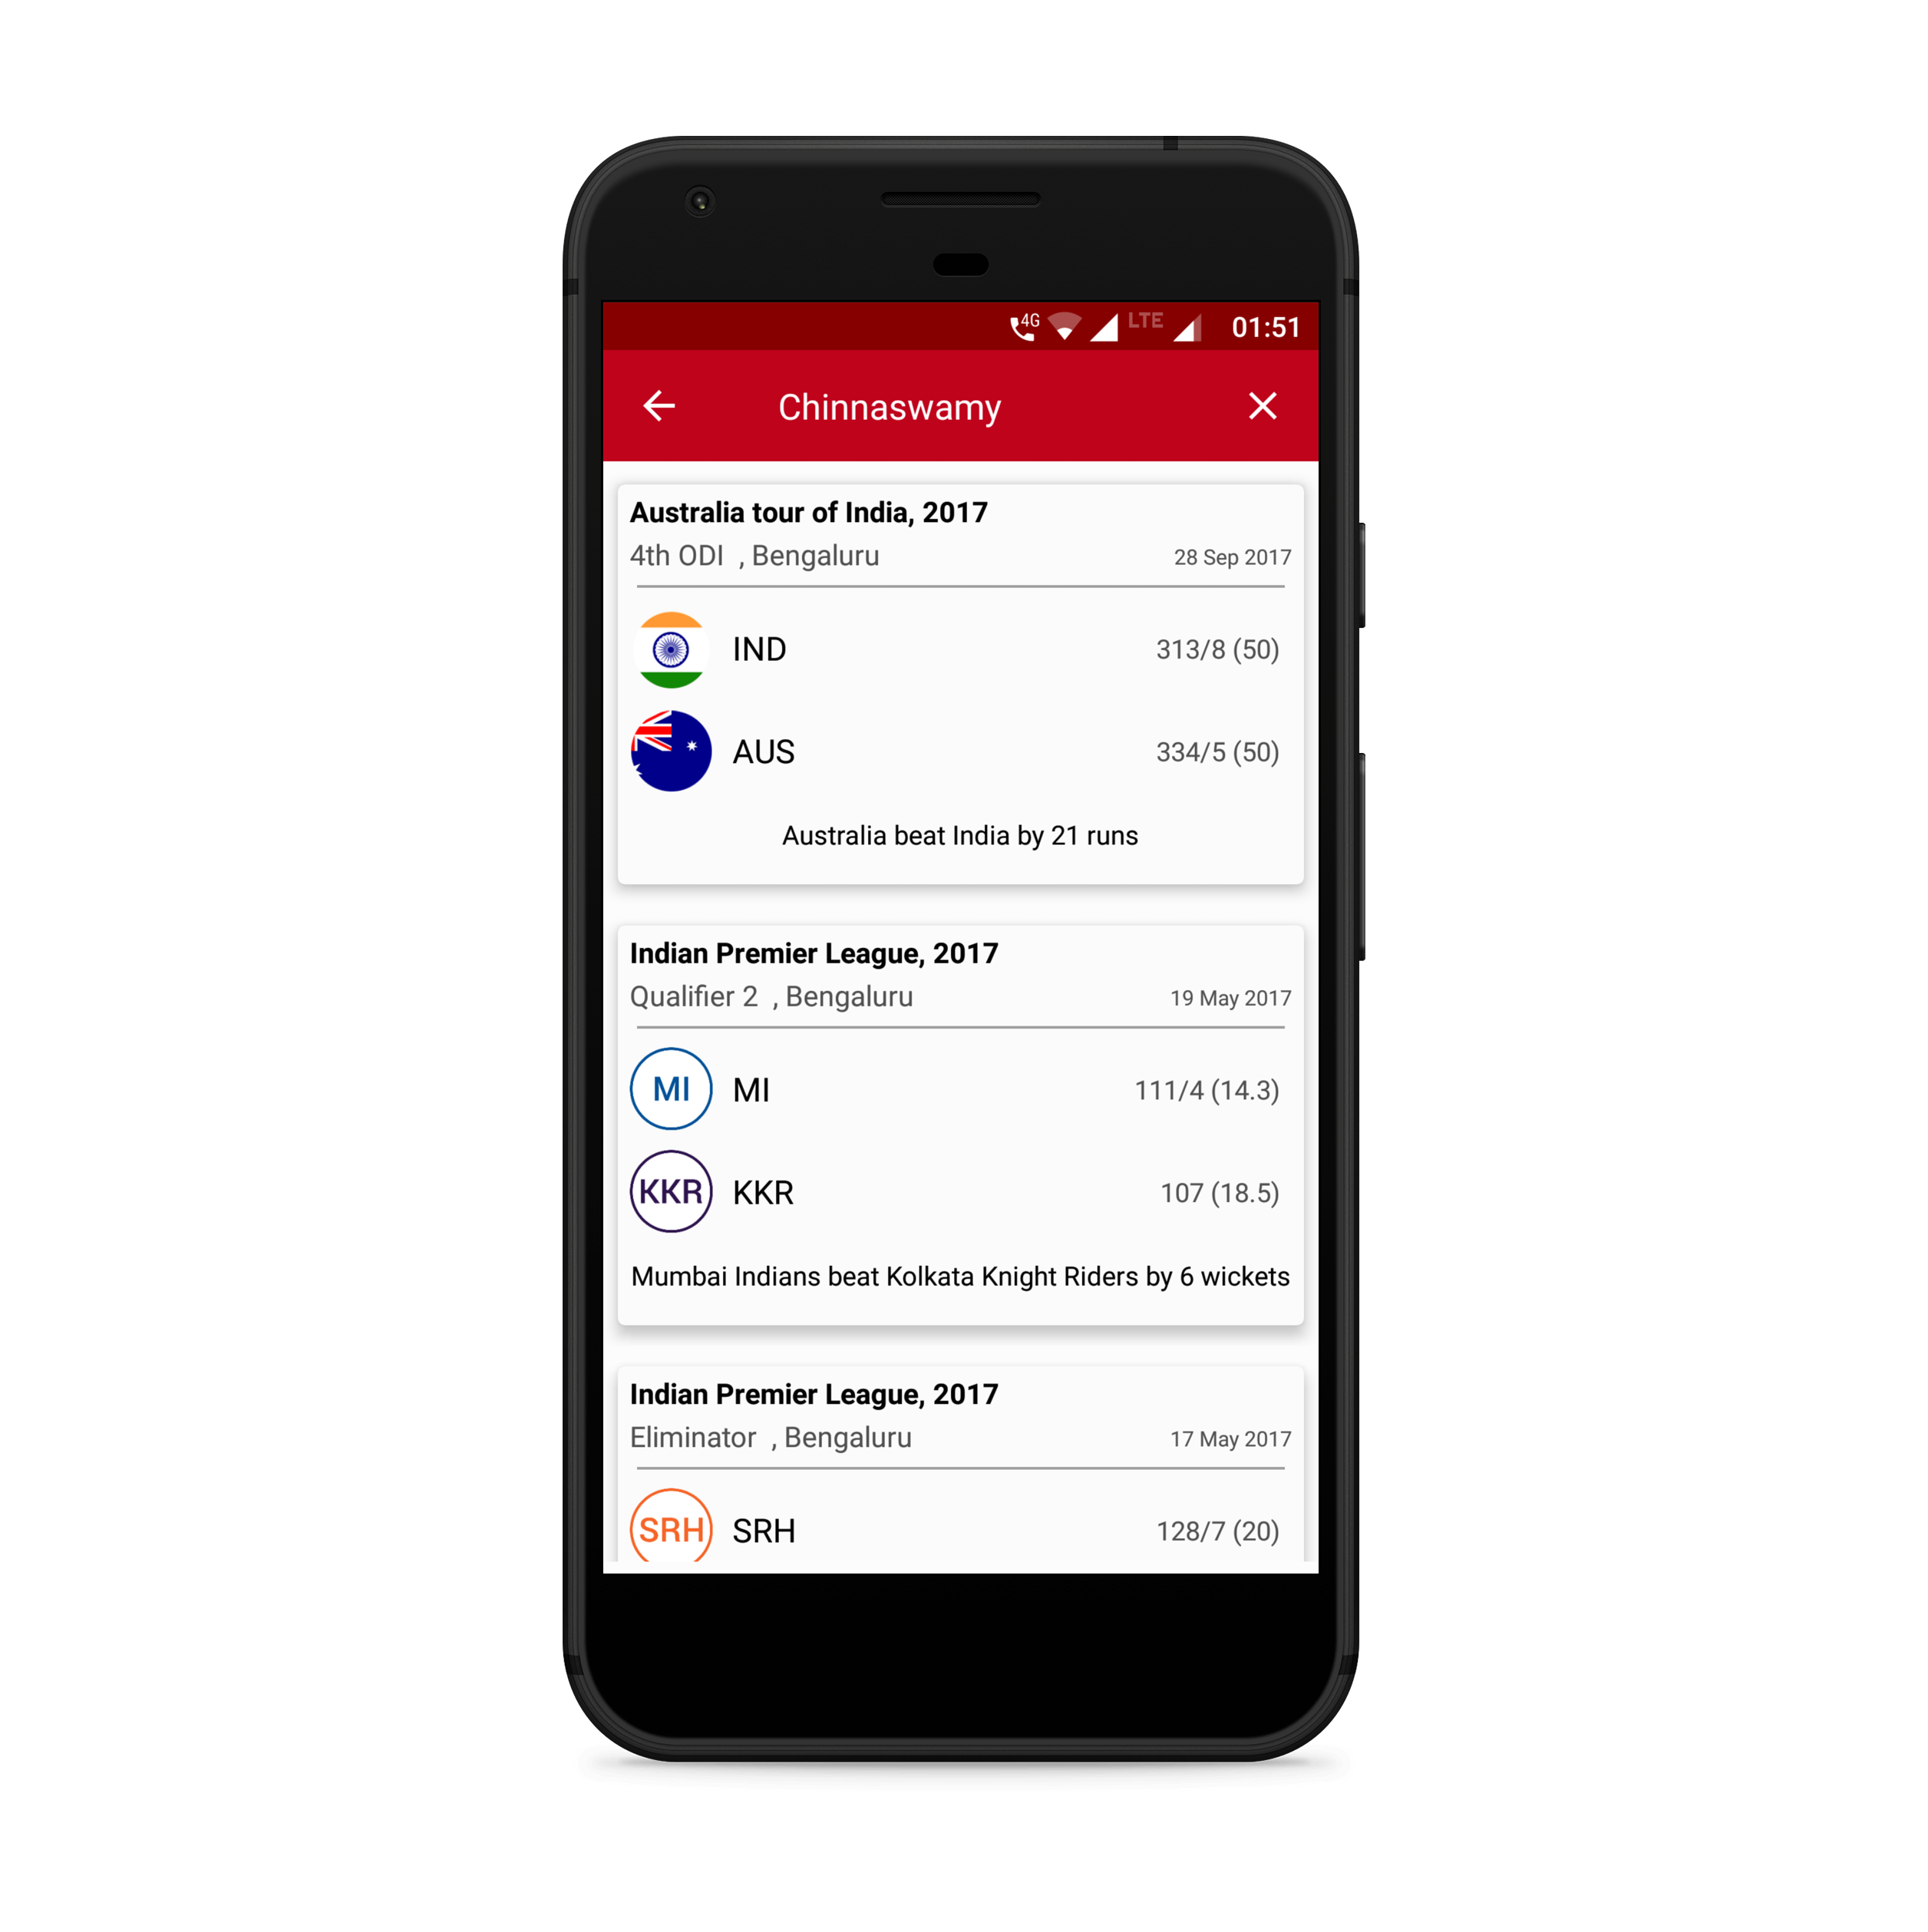 4G LTE 01:51
Chinnaswamy
Australia tour of India, 2017
4th ODI , Bengaluru 28 Sep 2017
IND 313/8 (50)
AUS 334/5 (50)
Australia beat India by 21 runs
Indian Premier League, 2017
Qualifier 2 , Bengaluru 19 May 2017
MI MI 111/4 (14.3)
KKR KKR 107 (18.5)
Mumbai Indians beat Kolkata Knight Riders by 6 wickets
Indian Premier League, 2017
Eliminator , Bengaluru 17 May 2017
SRH SRH 128/7 (20)